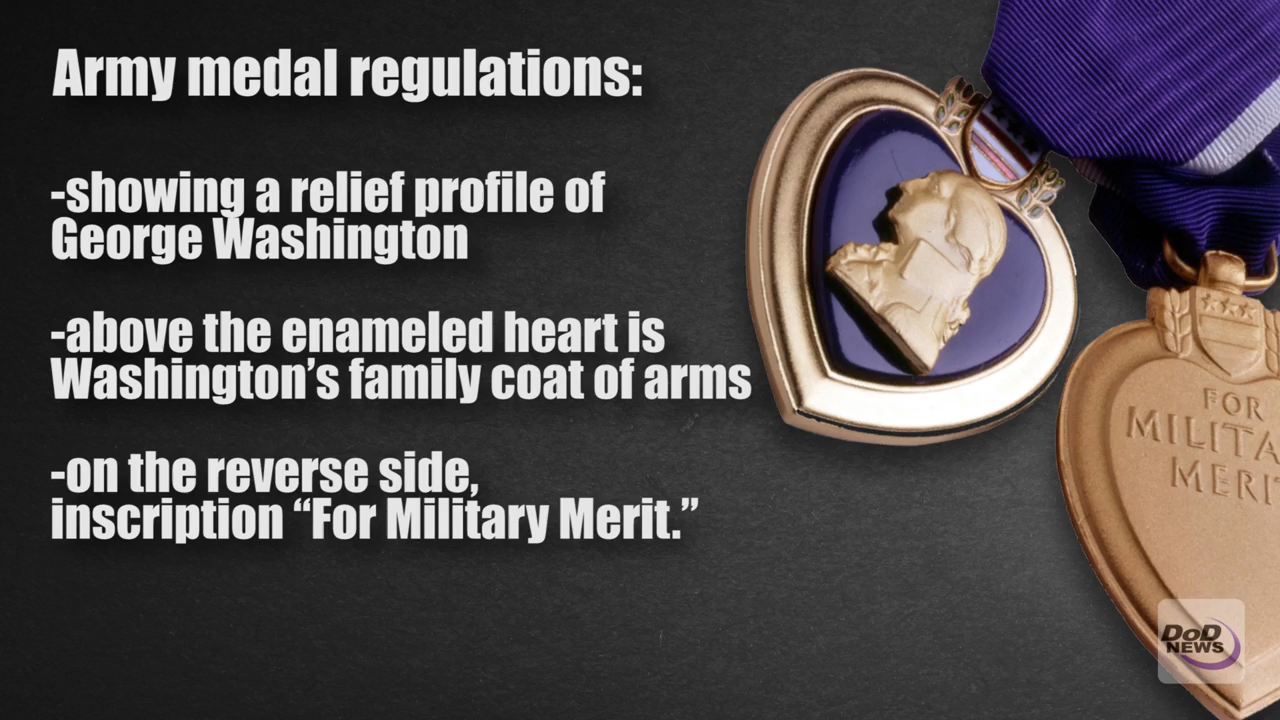 Army medal regulations:
-showing a relief profile of
George Washington
-above the enameled heart is
Washington’s family coat of arms
-on the reverse side,
inscription “For Military Merit.”
FOR
MILITA
MERI
DoD
NEWS